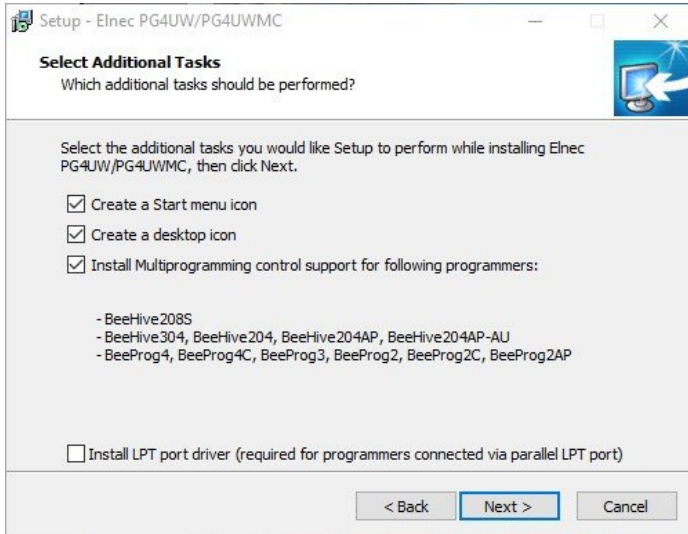 Setup - Elnec PG4UW/PG4UWMC
Select Additional Tasks
Which additional tasks should be performed?
Select the additional tasks you would like Setup to perform while installing Elnec
PG4UW/PG4UWMC, then click Next.
Create a Start menu icon
Create a desktop icon
Install Multiprogramming control support for following programmers:
- BeeHive208S
- BeeHive304, BeeHive204, BeeHive204AP, BeeHive204AP-AU
- BeeProg4, BeeProg4C, BeeProg3, BeeProg2, BeeProg2C, BeeProg2AP
Install LPT port driver (required for programmers connected via parallel LPT port)
< Back Next > Cancel